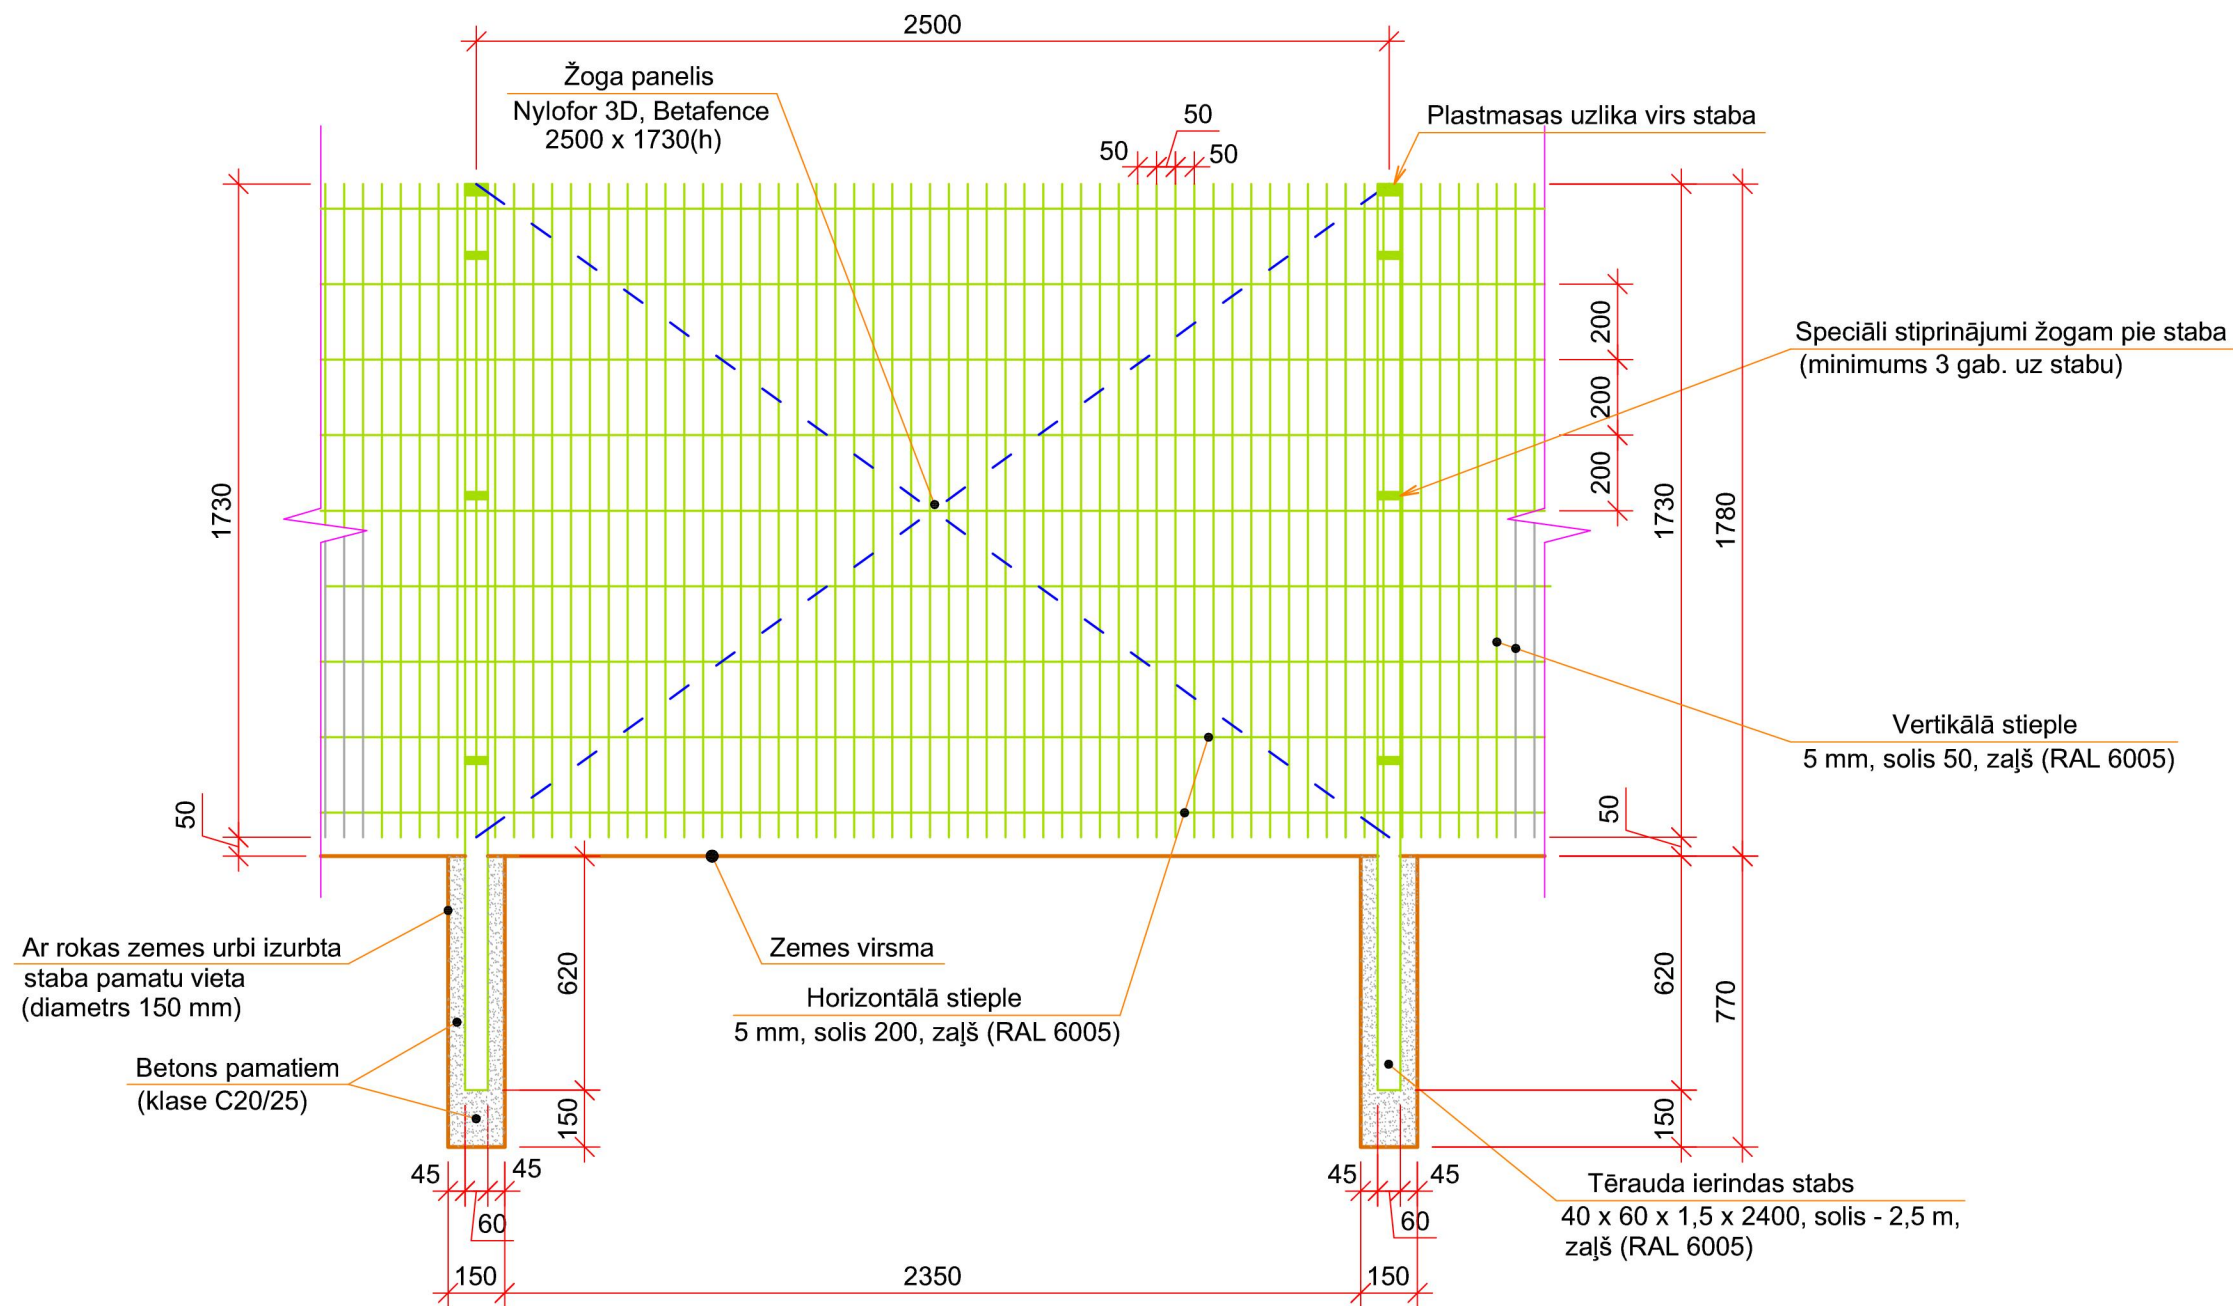 2500
Žoga panelis
Nylofor 3D, Betafence
2500 x 1730(h)
50
50
50
Plastmasas uzlika virs staba
200
200
200
Speciāli stiprinājumi žogam pie staba
(minimums 3 gab. uz stabu)
1730
1730
1780
Vertikālā stieple
5 mm, solis 50, zaļš (RAL 6005)
50
50
Ar rokas zemes urbi izurbta
staba pamatu vieta
(diametrs 150 mm)
Zemes virsma
620
620
770
Horizontālā stieple
5 mm, solis 200, zaļš (RAL 6005)
Betons pamatiem
(klase C20/25)
150
150
45
45
60
45
45
60
Tērauda ierindas stabs
40 x 60 x 1,5 x 2400, solis - 2,5 m,
zaļš (RAL 6005)
150
2350
150